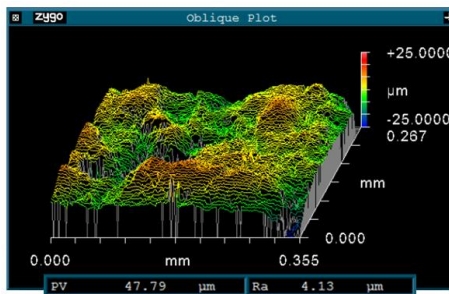 zygo Oblique Plot
+25.0000
µm
-25.0000
0.267
mm
0.000
0.000 mm 0.355
PV 47.79 µm Ra 4.13 µm